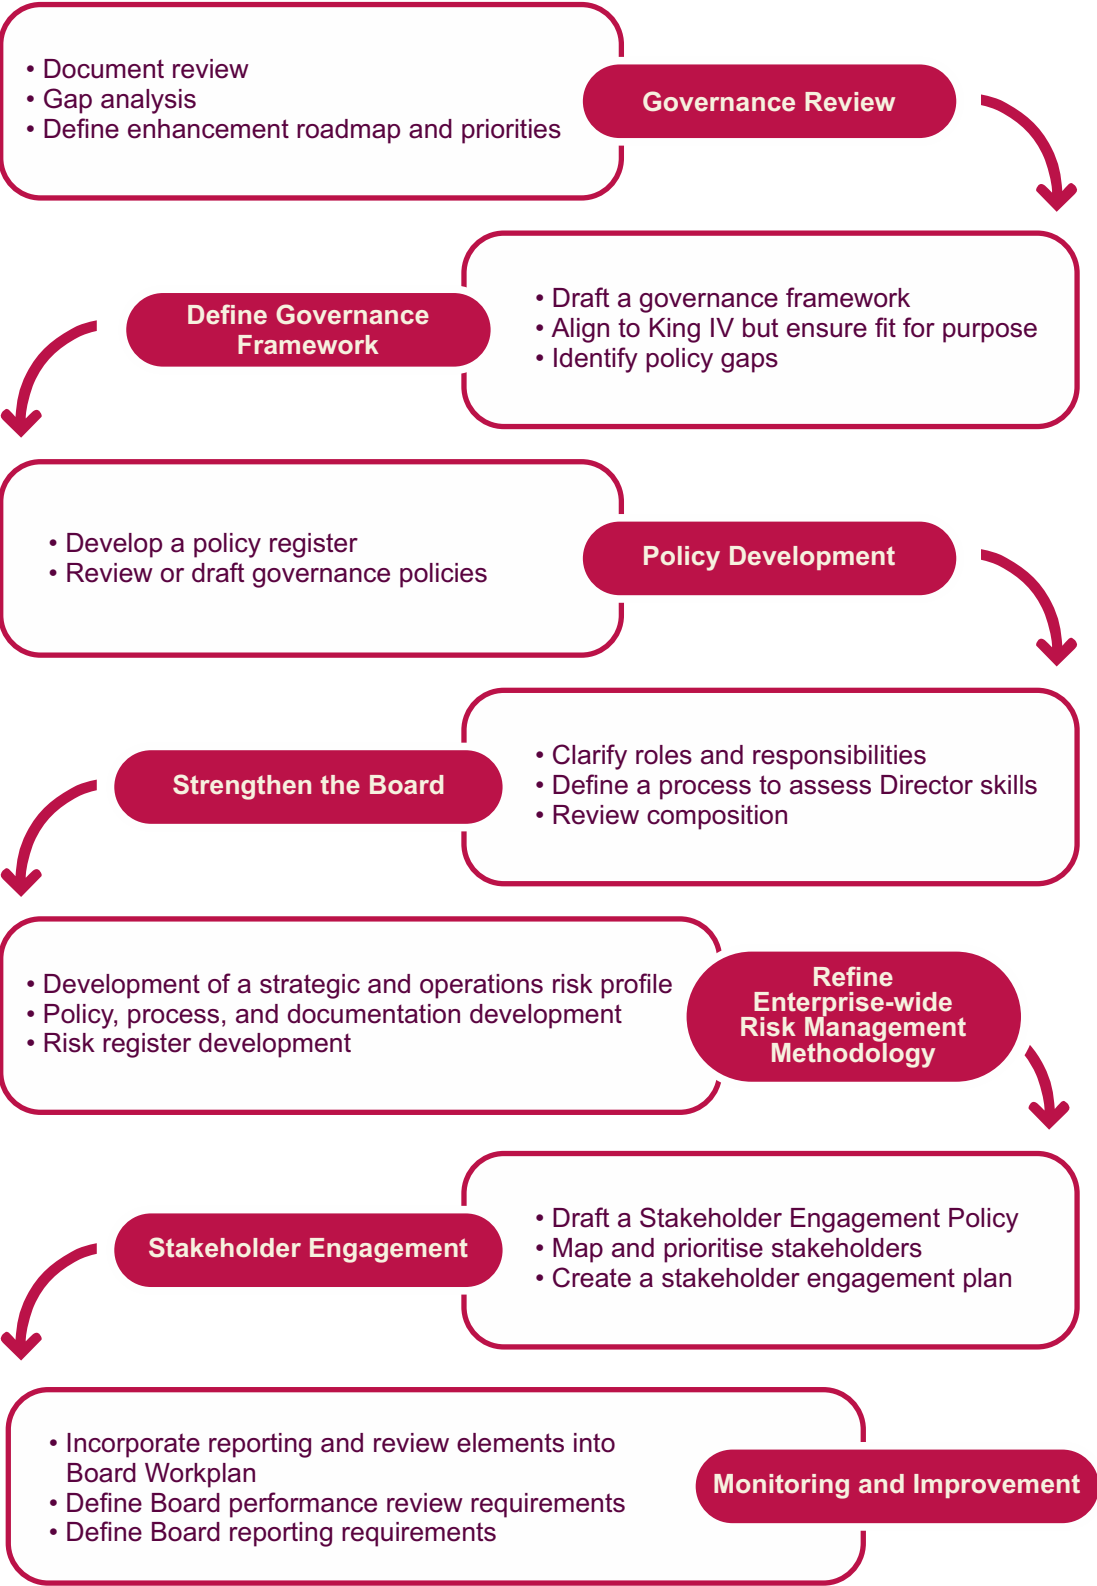 • Document review
• Gap analysis
• Define enhancement roadmap and priorities
Governance Review
Define Governance
Framework
• Draft a governance framework
• Align to King IV but ensure fit for purpose
• Identify policy gaps
• Develop a policy register
• Review or draft governance policies
Policy Development
Strengthen the Board
• Clarify roles and responsibilities
• Define a process to assess Director skills
• Review composition
• Development of a strategic and operations risk profile
• Policy, process, and documentation development
• Risk register development
Refine
Enterprise-wide
Risk Management
Methodology
Stakeholder Engagement
• Draft a Stakeholder Engagement Policy
• Map and prioritise stakeholders
• Create a stakeholder engagement plan
• Incorporate reporting and review elements into
Board Workplan
• Define Board performance review requirements
• Define Board reporting requirements
Monitoring and Improvement